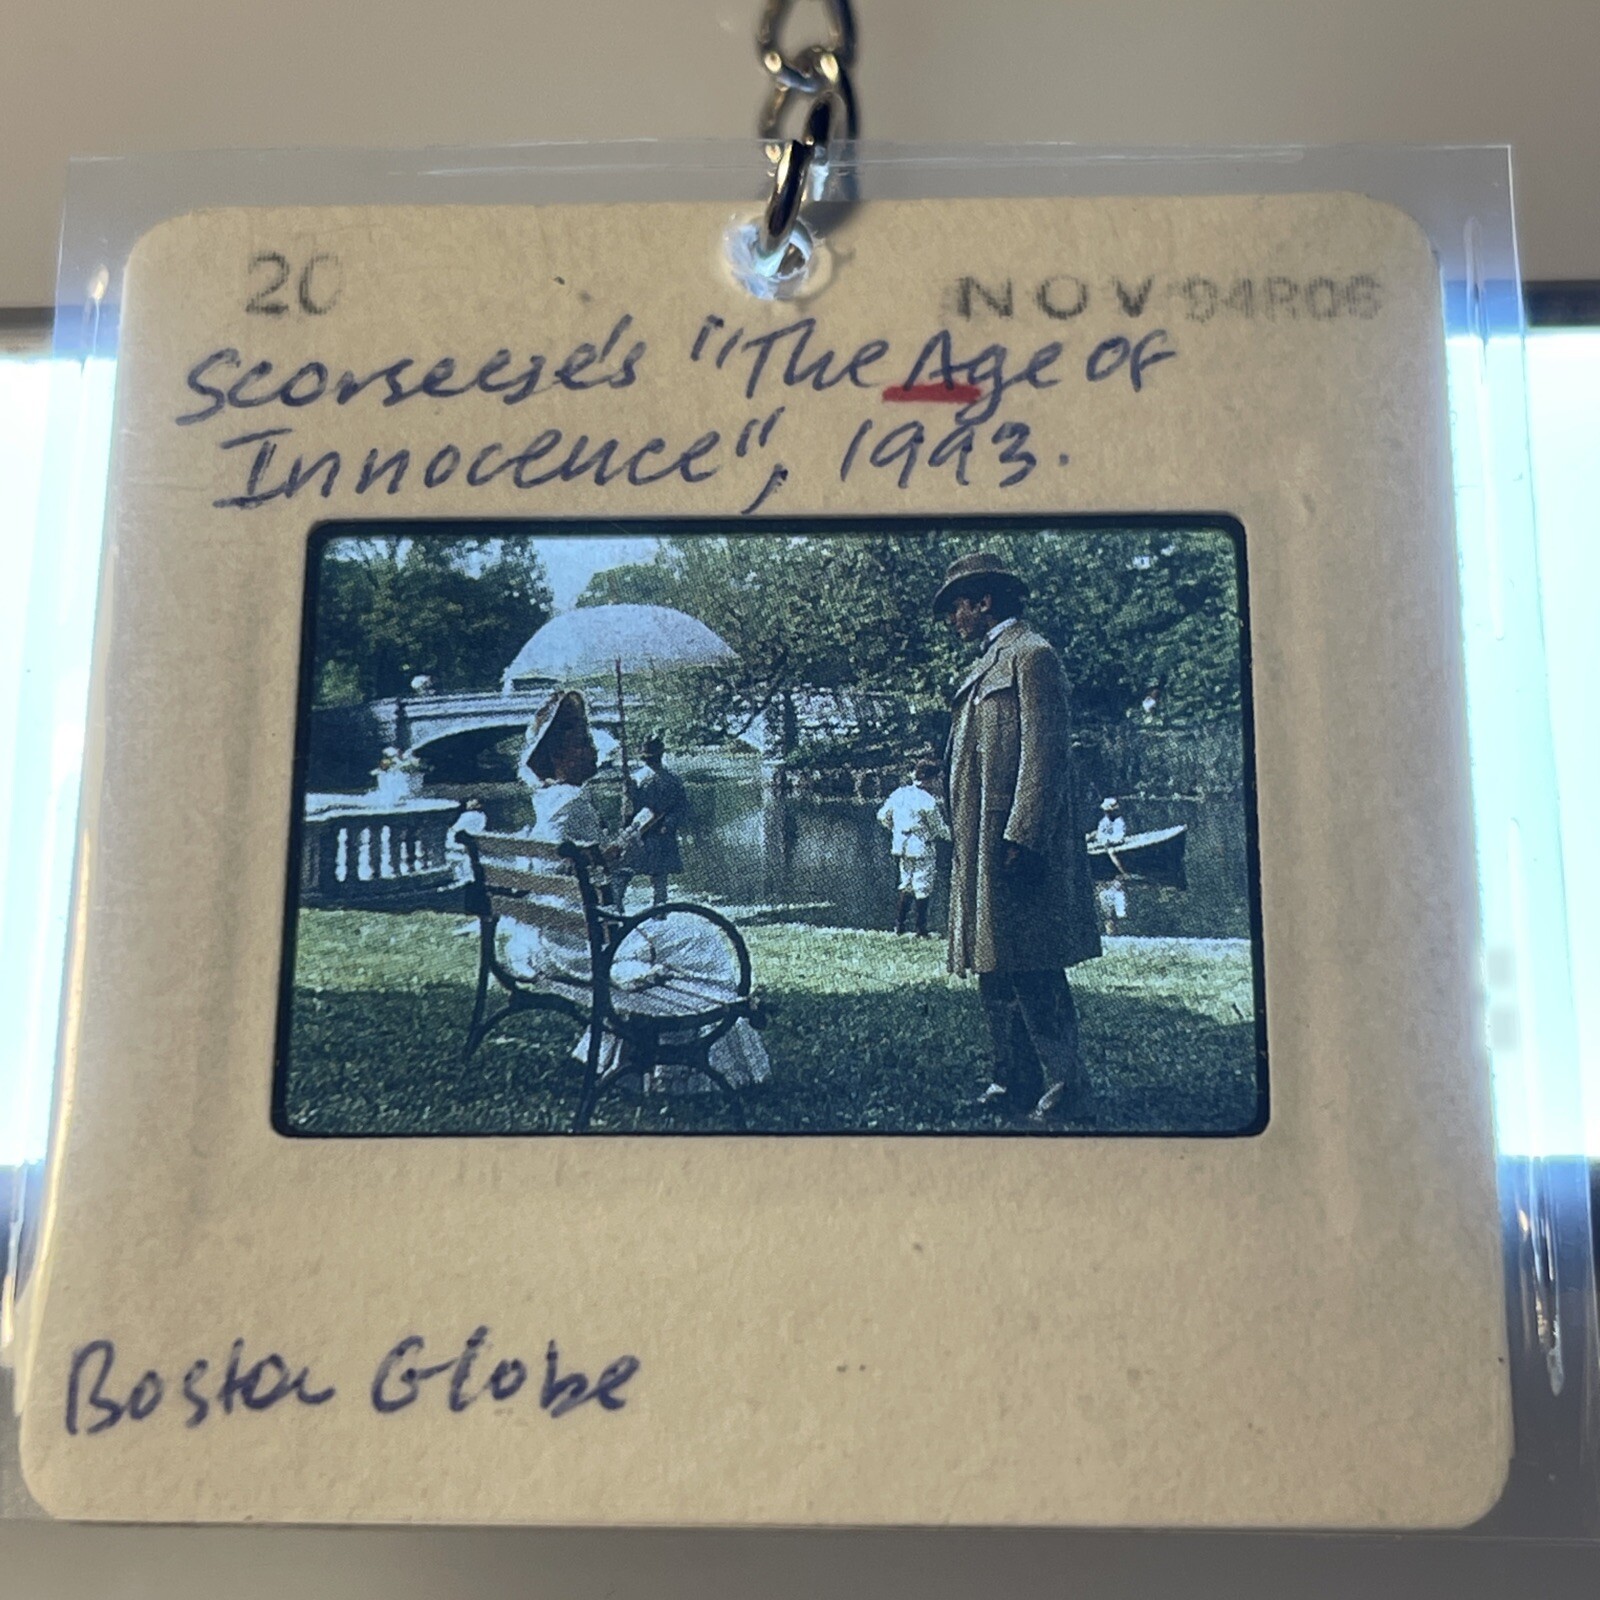 20 NOV 94R06
Scorseese's "The Age of
Innocence", 1993.
Boston Globe